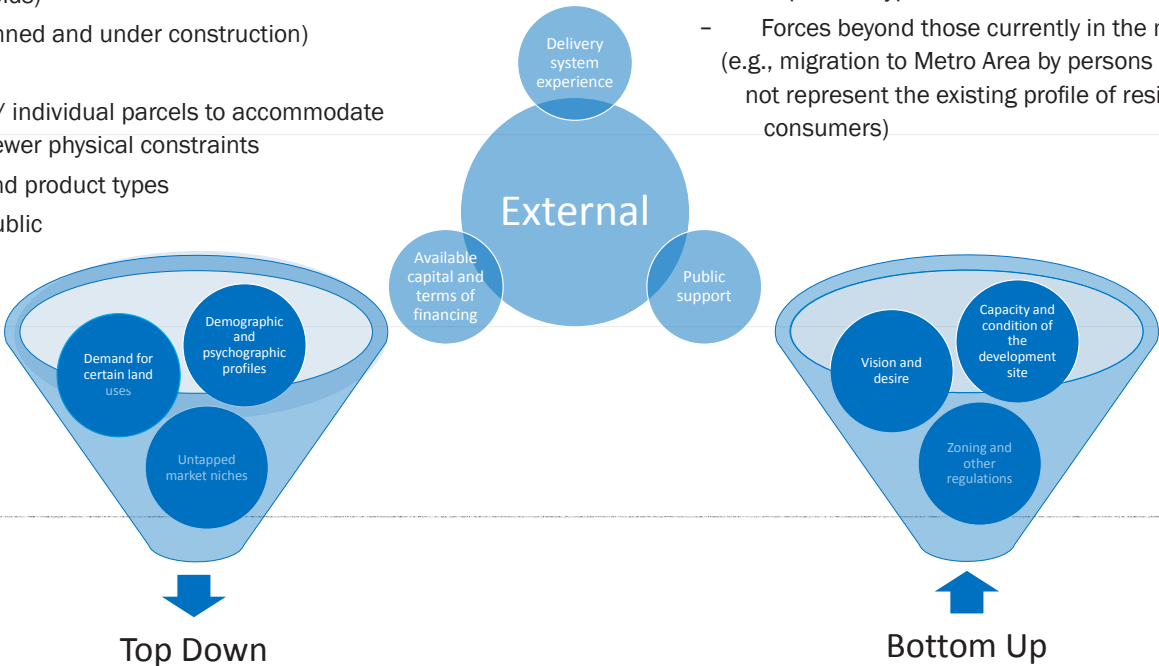 nned and under construction)
individual parcels to accommodate
ewer physical constraints
nd product types
ublic
Forces beyond those currently in the
(e.g., migration to Metro Area by persons
not represent the existing profile of resi
consumers)
Delivery
system
experience
External
Available
capital and
terms of
financing
Public
support
Demand for
certain land
uses
Demographic
and
psychographic
profiles
Untapped
market niches
Top Down
Vision and
desire
Capacity and
condition of
the
development
site
Zoning and
other
regulations
Bottom Up